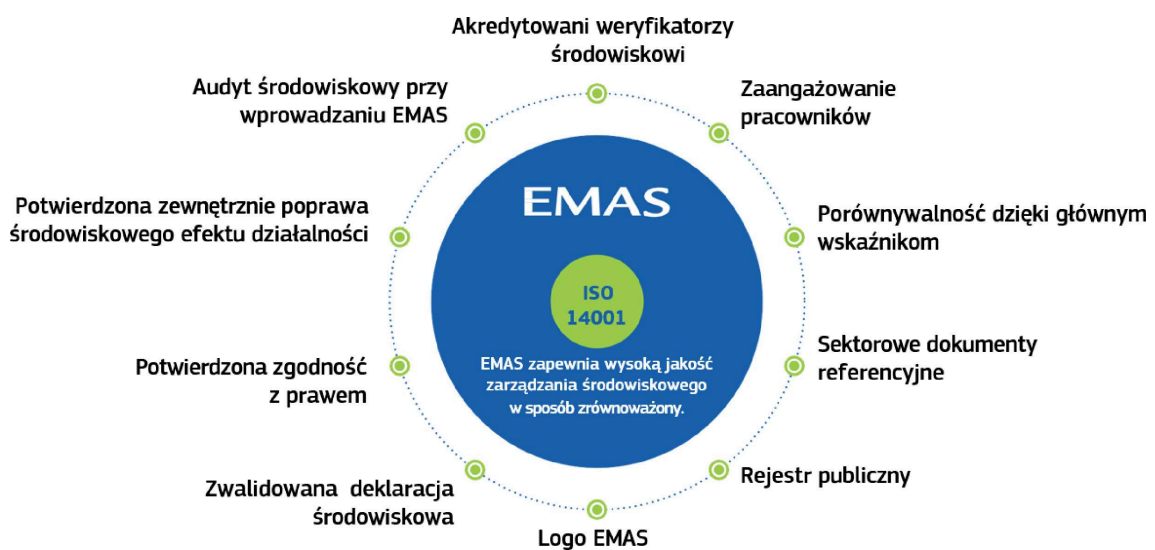 Akredytowani weryfikatorzy
środowiskowi
Zaangażowanie
pracowników
Porównywalność dzięki głównym
wskaźnikom
Sektorowe dokumenty
referencyjne
Rejestr publiczny
Logo EMAS
Zwalidowana deklaracja
środowiskowa
Potwierdzona zgodność
z prawem
Potwierdzona zewnętrznie poprawa
środowiskowego efektu działalności
Audyt środowiskowy przy
wprowadzaniu EMAS
EMAS
ISO
14001
EMAS zapewnia wysoką jakość
zarządzania środowiskowego
w sposób zrównoważony.